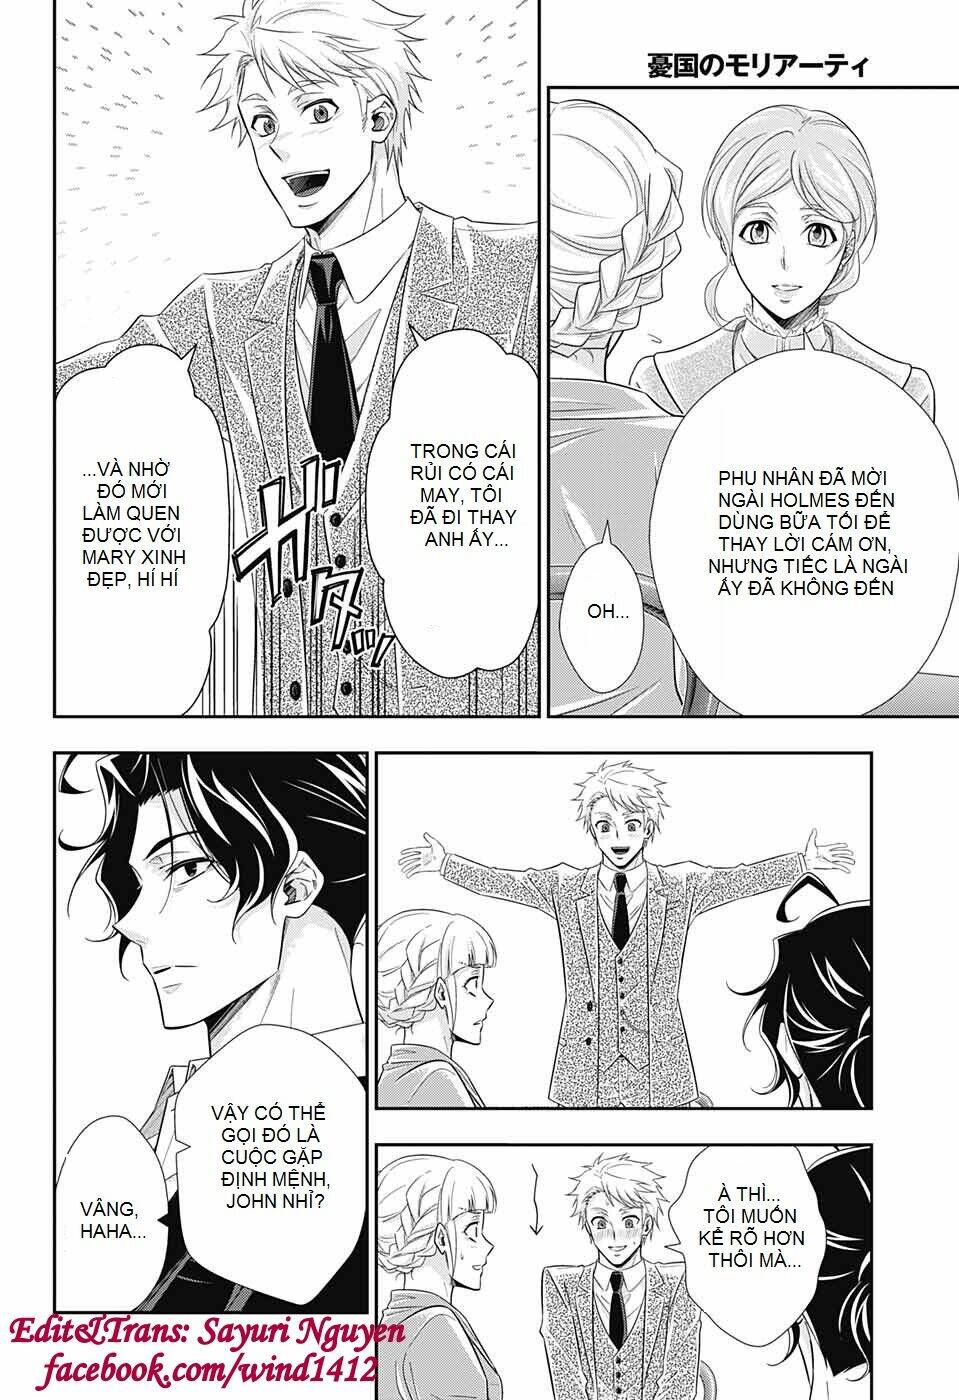 憂国のモリアーティ
PHU NHÂN ĐÃ MỜI
NGÀI HOLMES ĐẾN
DÙNG BỮA TỐI ĐỂ
THAY LỜI CÁM ƠN,
NHƯNG TIẾC LÀ NGÀI
ẤY ĐÃ KHÔNG ĐẾN
OH...
TRONG CÁI
RỦI CÓ CÁI
MAY, TÔI
ĐÃ ĐI THAY
ANH ẤY...
...VÀ NHỜ
ĐÓ MỚI
LÀM QUEN
ĐƯỢC VỚI
MARY XINH
ĐẸP, HÍ HÍ
ガバッ
À THÌ...
TÔI MUỐN
KỂ RÕ HƠN
THÔI MÀ...
VẬY CÓ THỂ
GỌI ĐÓ LÀ
CUỘC GẶP
ĐỊNH MỆNH,
JOHN NHỈ?
VÂNG,
HAHA...
Edit&Trans: Sayuri Nguyen
facebook.com/wind1412